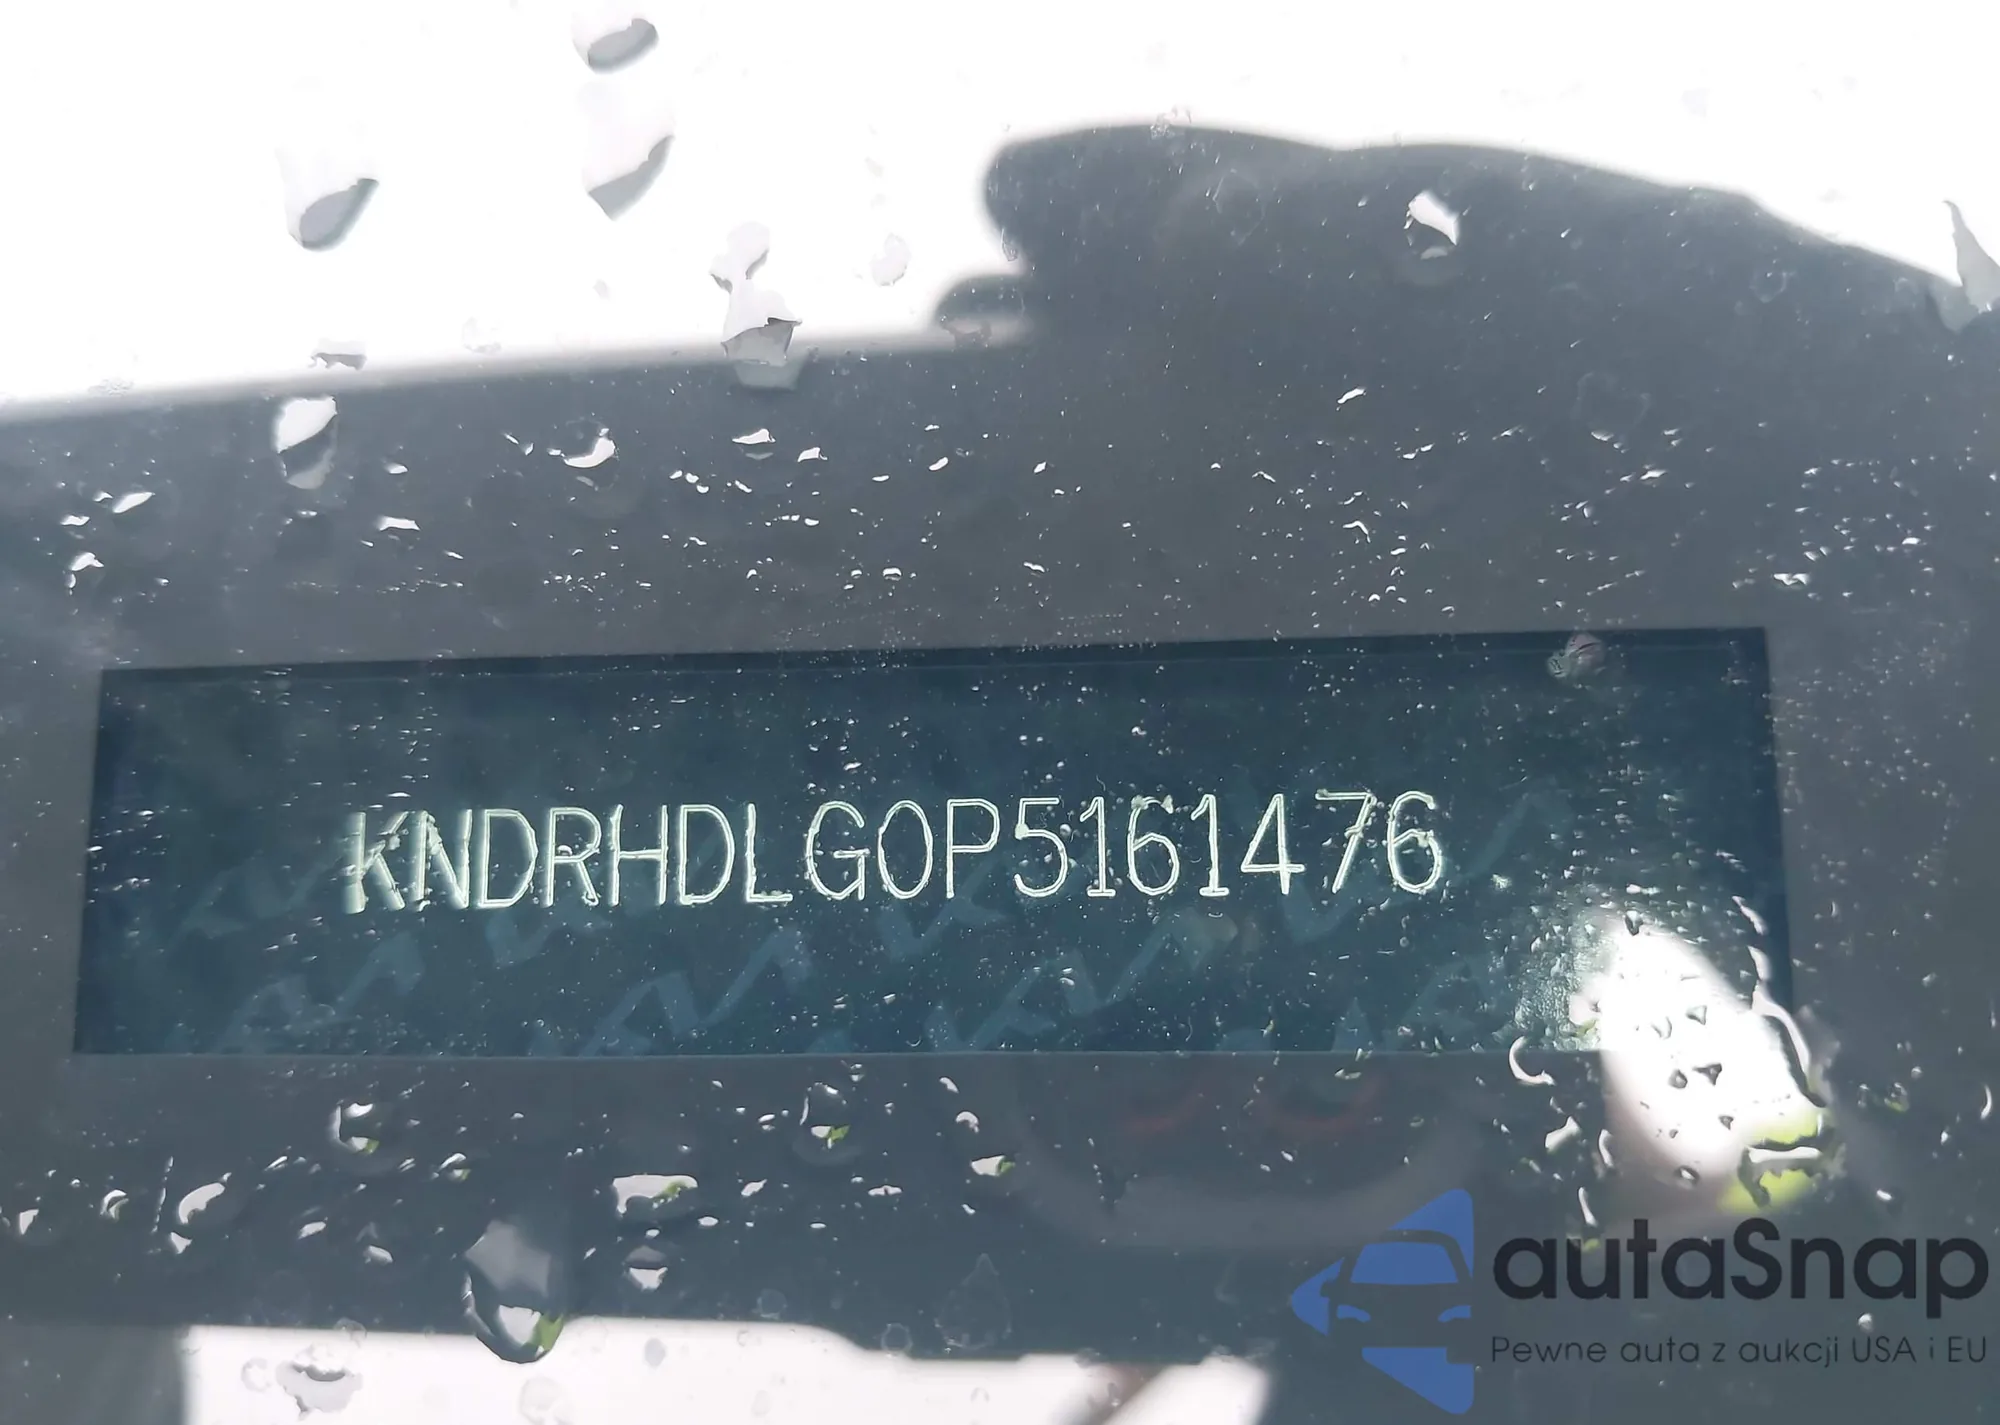 KNDRHDLG0P5161476
autaSnap
Pewne auta z aukcji USA i EU